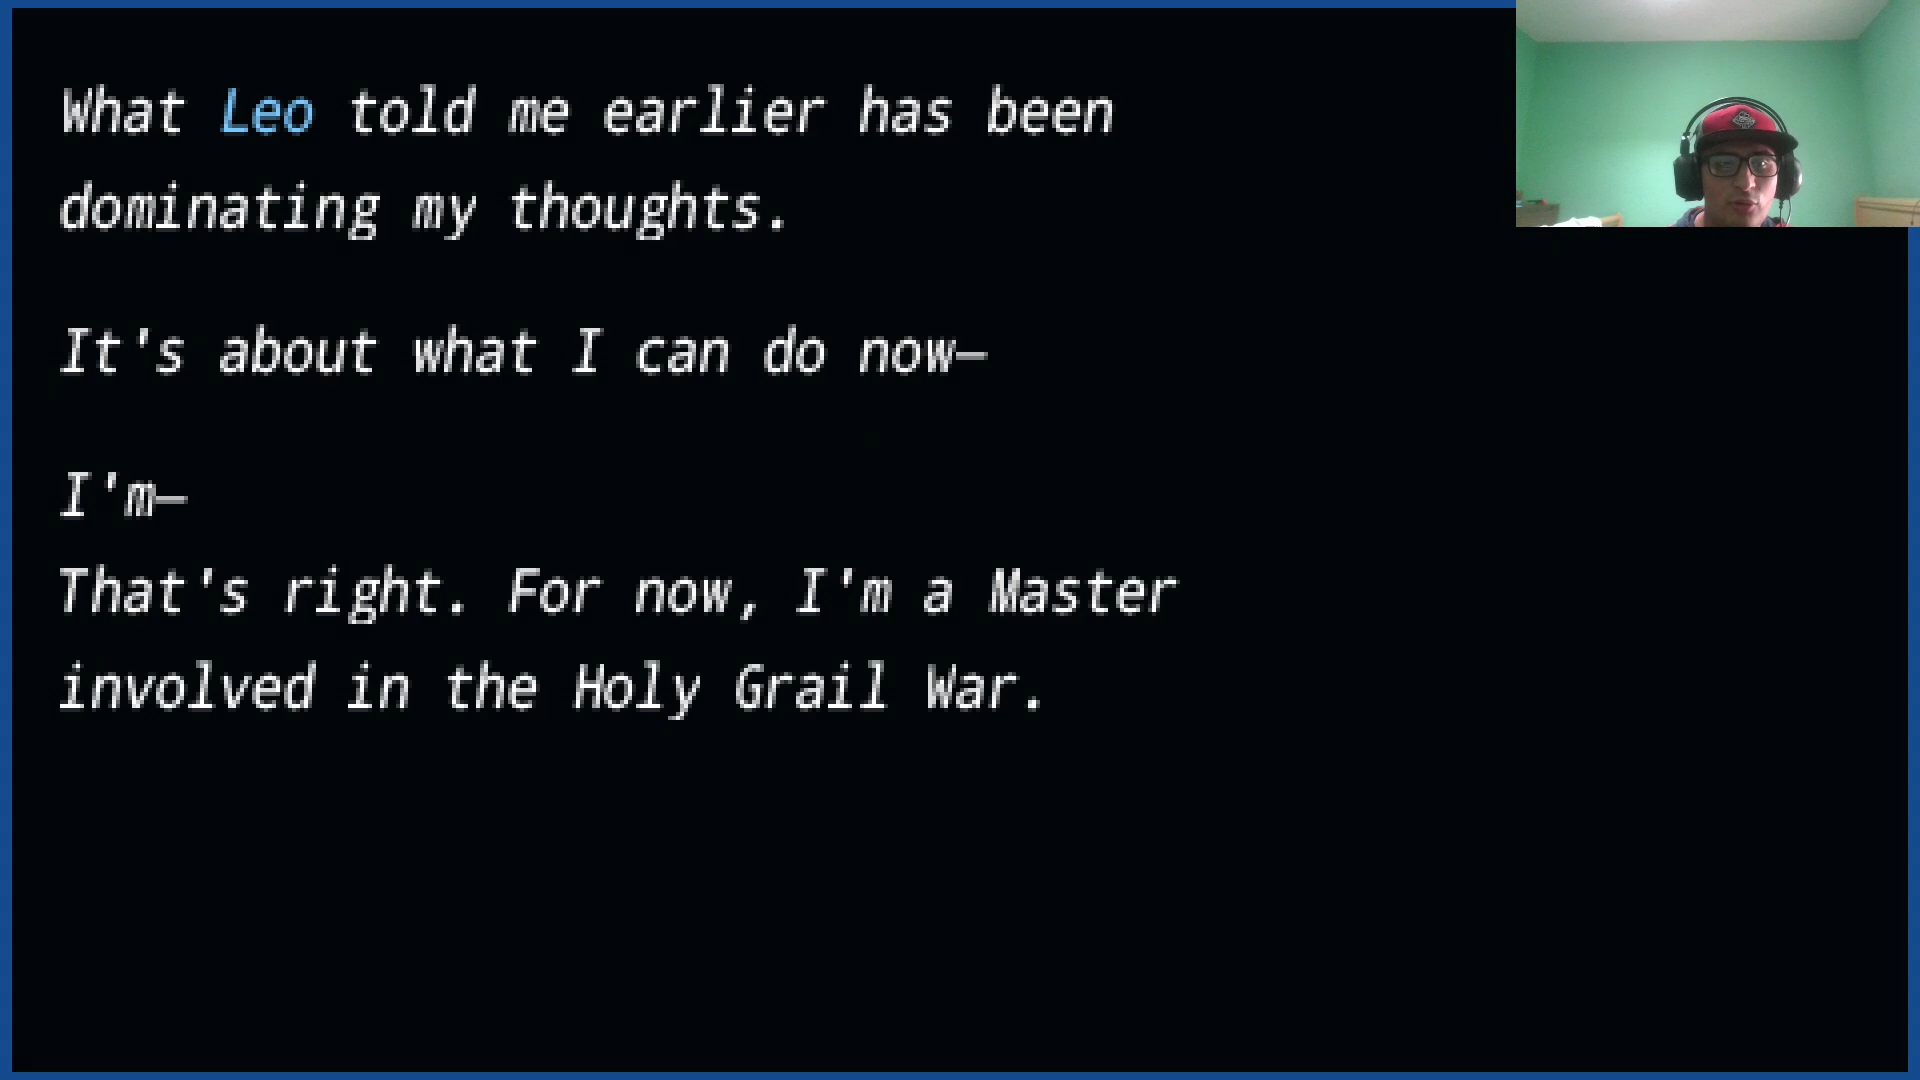 What Leo told me earlier has been
dominating my thoughts.
It's about what I can do now—
I'm—
That's right. For now, I'm a Master
involved in the Holy Grail War.